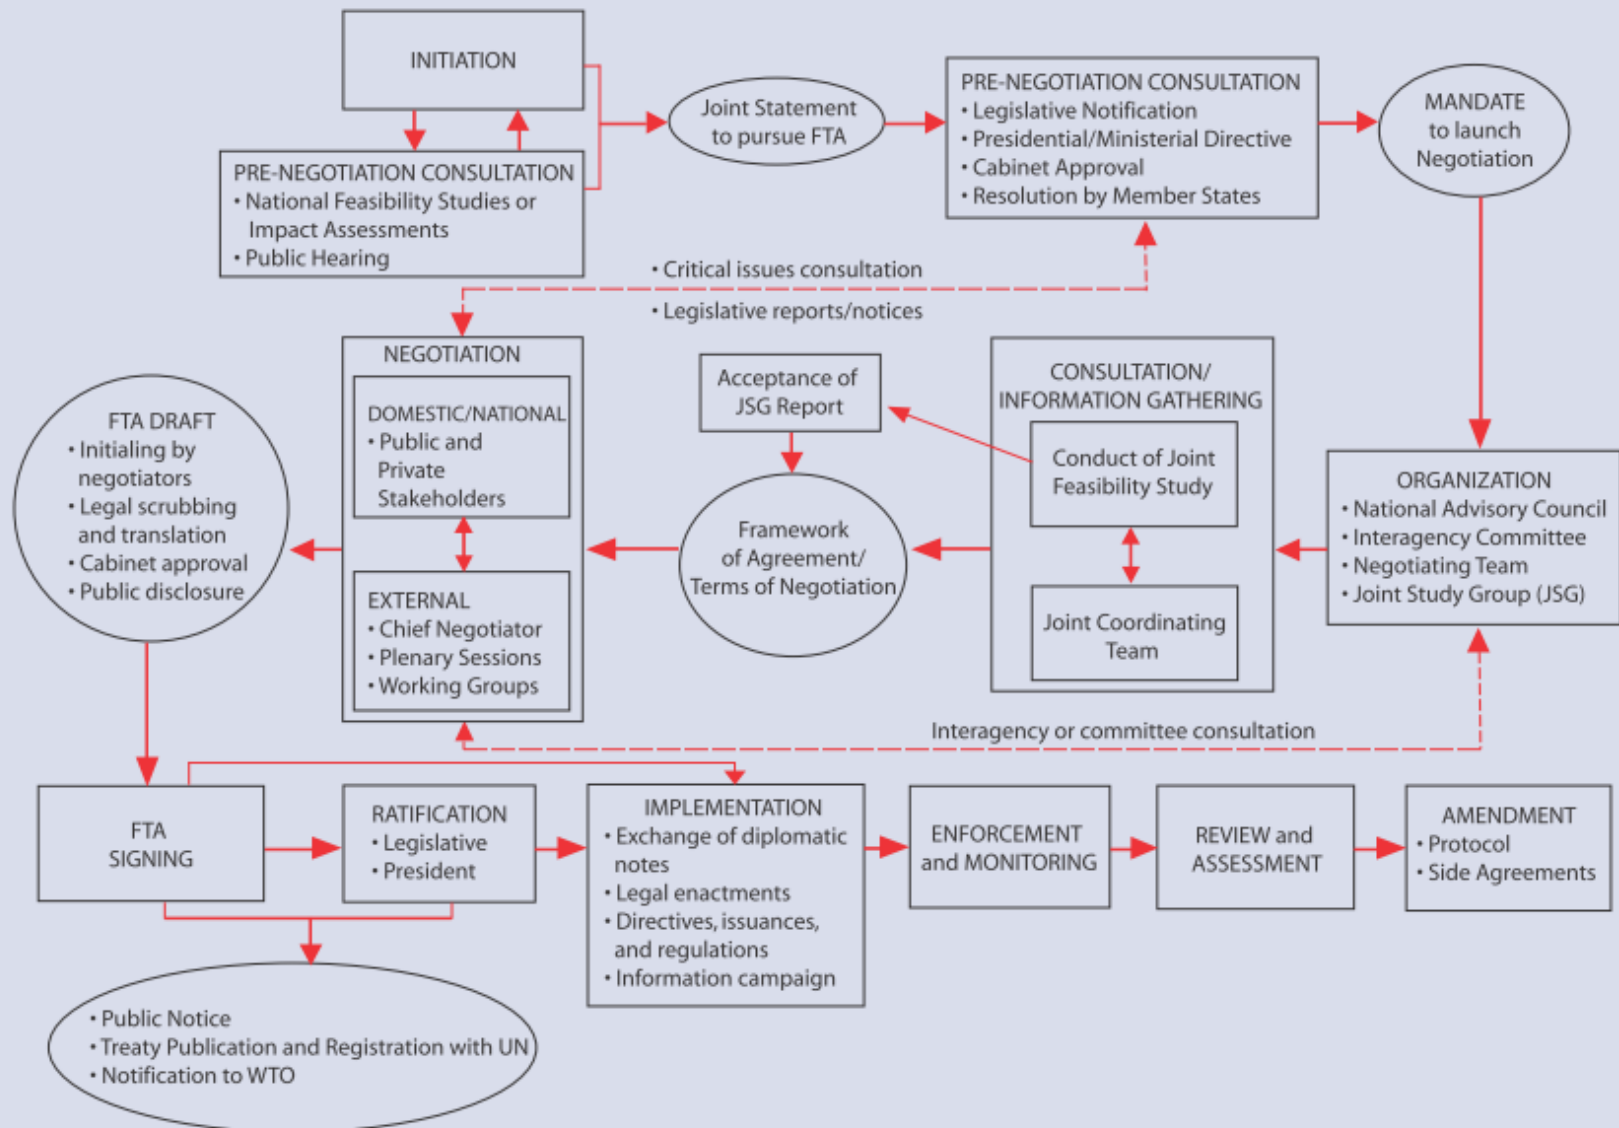 INITIATION
PRE-NEGOTIATION CONSULTATION
• National Feasibility Studies or
Impact Assessments
• Public Hearing
Joint Statement
to pursue FTA
PRE-NEGOTIATION CONSULTATION
• Legislative Notification
• Presidential/Ministerial Directive
• Cabinet Approval
• Resolution by Member States
MANDATE
to launch
Negotiation
• Critical issues consultation
• Legislative reports/notices
FTA DRAFT
• Initialing by
negotiators
• Legal scrubbing
and translation
• Cabinet approval
• Public disclosure
NEGOTIATION
DOMESTIC/NATIONAL
• Public and
Private
Stakeholders
EXTERNAL
• Chief Negotiator
• Plenary Sessions
• Working Groups
Acceptance of
JSG Report
Framework
of Agreement/
Terms of Negotiation
CONSULTATION/
INFORMATION GATHERING
Conduct of Joint
Feasibility Study
Joint Coordinating
Team
ORGANIZATION
• National Advisory Council
• Interagency Committee
• Negotiating Team
• Joint Study Group (JSG)
Interagency or committee consultation
FTA
SIGNING
RATIFICATION
• Legislative
• President
IMPLEMENTATION
• Exchange of diplomatic
notes
• Legal enactments
• Directives, issuances,
and regulations
• Information campaign
ENFORCEMENT
and MONITORING
REVIEW and
ASSESSMENT
AMENDMENT
• Protocol
• Side Agreements
• Public Notice
• Treaty Publication and Registration with UN
• Notification to WTO